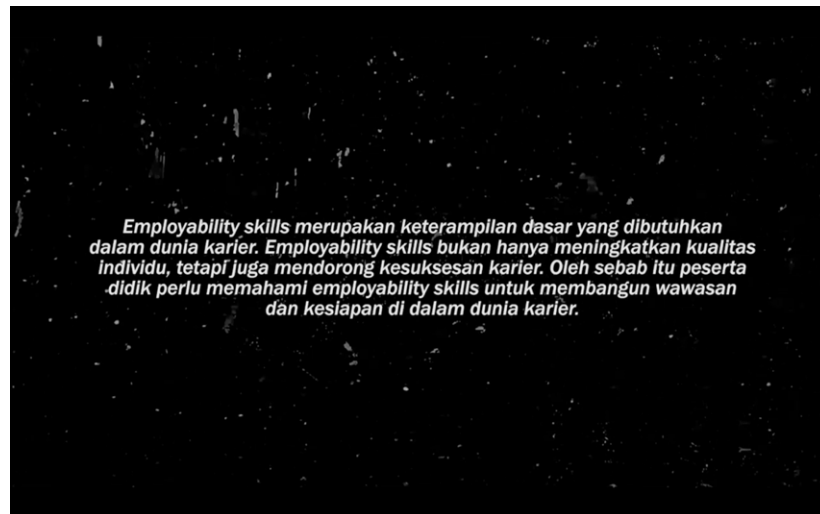 Employability skills merupakan keterampilan dasar yang dibutuhkan
dalam dunia karier. Employability skills bukan hanya meningkatkan kualitas
individu, tetapi juga mendorong kesuksesan karier. Oleh sebab itu peserta
didik perlu memahami employability skills untuk membangun wawasan
dan kesiapan di dalam dunia karier.